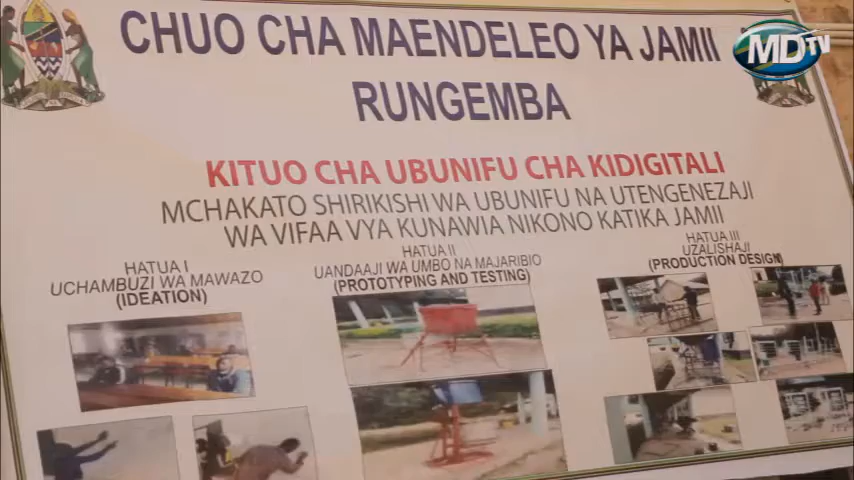 CHUO CHA MAENDELEO YA JAMII
RUNGEMBA
MDTV
KITUO CHA UBUNIFU CHA KIDIGITALI
MCHAKATO SHIRIKISHI WA UBUNIFU NA UTENGENEZAJI
WA VIFAA VYA KUNAWIA NIKONO KATIKA JAMII
HATUA I
UCHAMBUZI WA MAWAZO
(IDEATION)
HATUA II
UANDAAJI WA UMBO NA MAJARIBIO
(PROTOTYPING AND TESTING)
HATUA III
UZALISHAJI
(PRODUCTION DESIGN)